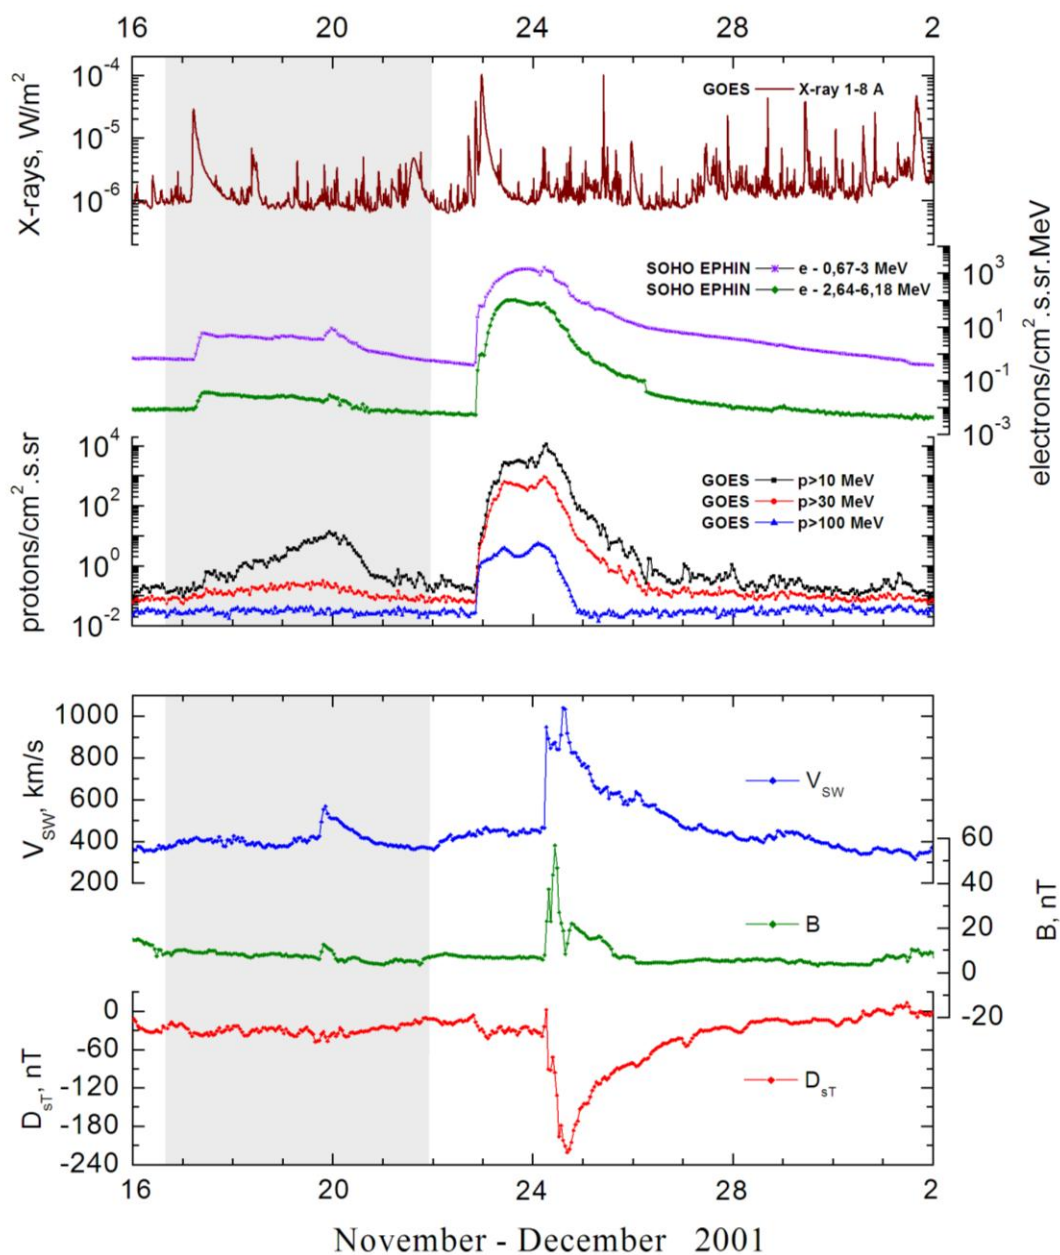 16 20 24 28 2
X-rays, W/m²
10⁻⁴
10⁻⁵
10⁻⁶
GOES X-ray 1-8 A
SOHO EPHIN e - 0,67-3 MeV
SOHO EPHIN e - 2,64-6,18 MeV
10³
10¹
10⁻¹
10⁻³
electrons/cm².s.sr.MeV
protons/cm².s.sr
10⁴
10²
10⁰
10⁻²
GOES p>10 MeV
GOES p>30 MeV
GOES p>100 MeV
V_SW, km/s
1000
800
600
400
200
V_SW
60
40
20
0
-20
B, nT
B
D_sT, nT
0
-60
-120
-180
-240
D_sT
16 20 24 28 2
November - December 2001